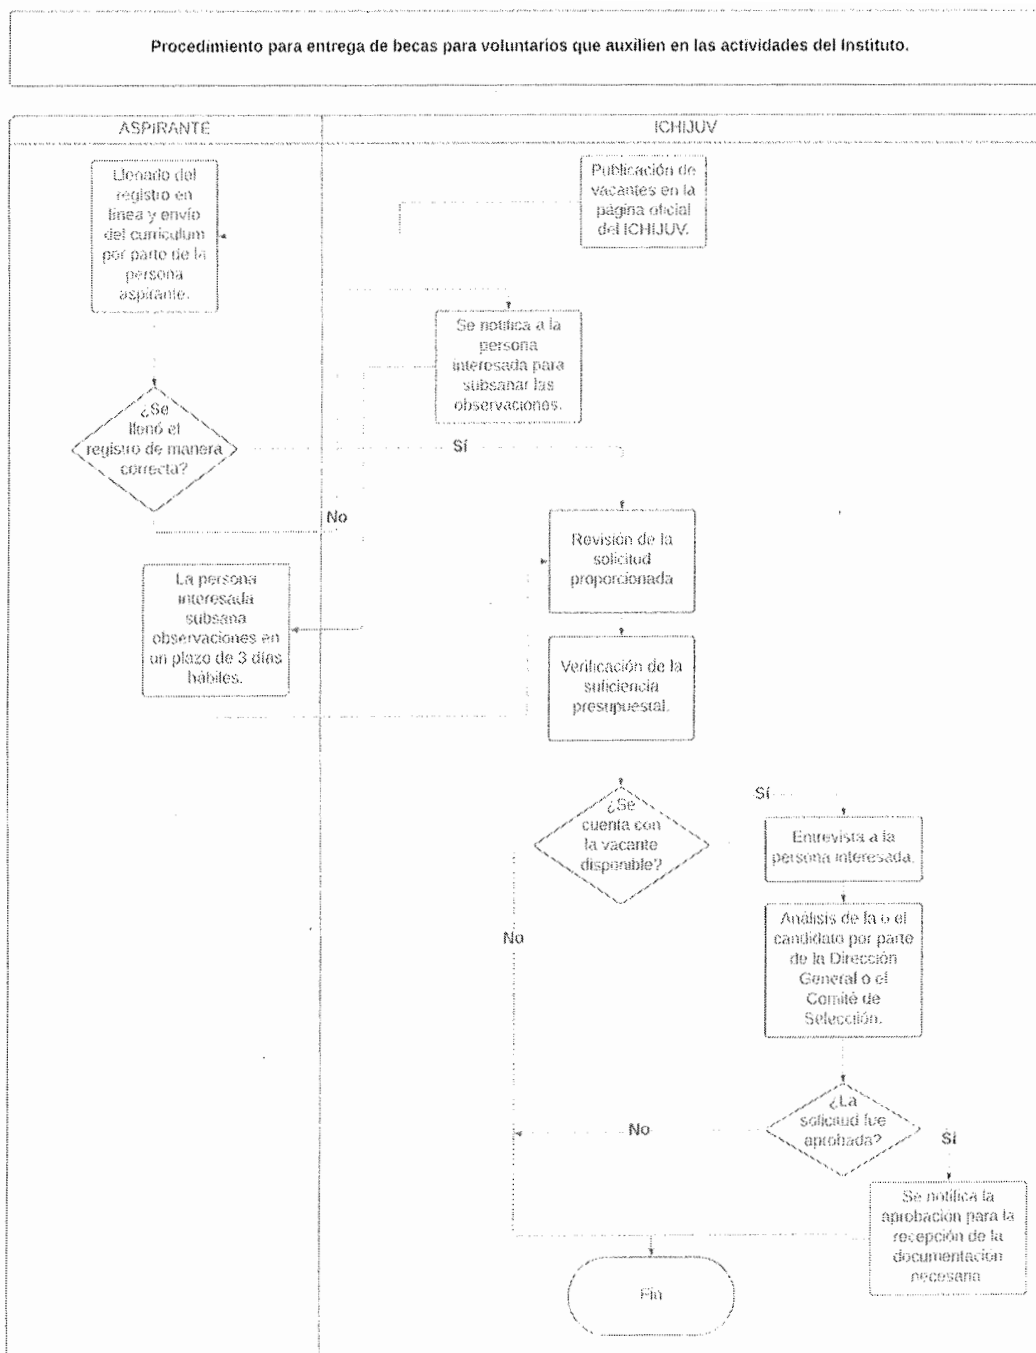 Procedimiento para entrega de becas para voluntarios que auxilien en las actividades del Instituto.
ASPIRANTE
ICHIJUV
Llenado del
registro en
línea y envío
del curriculum
por parte de la
persona
aspirante.
Publicación de
vacantes en la
página oficial
del ICHIJUV.
Se notifica a la
persona
interesada para
subsanar las
observaciones.
¿Se
llenó el
registro de manera
correcta?
Sí
No
Revisión de la
solicitud
proporcionada
La persona
interesada
subsana
observaciones en
un plazo de 3 días
hábiles.
Verificación de la
suficiencia
presupuestal.
¿Se
cuenta con
la vacante
disponible?
Sí
Entrevista a la
persona interesada.
No
Análisis de la o el
candidato por parte
de la Dirección
General o el
Comité de
Selección.
¿La
solicitud fue
aprobada?
No
Sí
Se notifica la
aprobación para la
recepción de la
documentación
necesaria
Fin